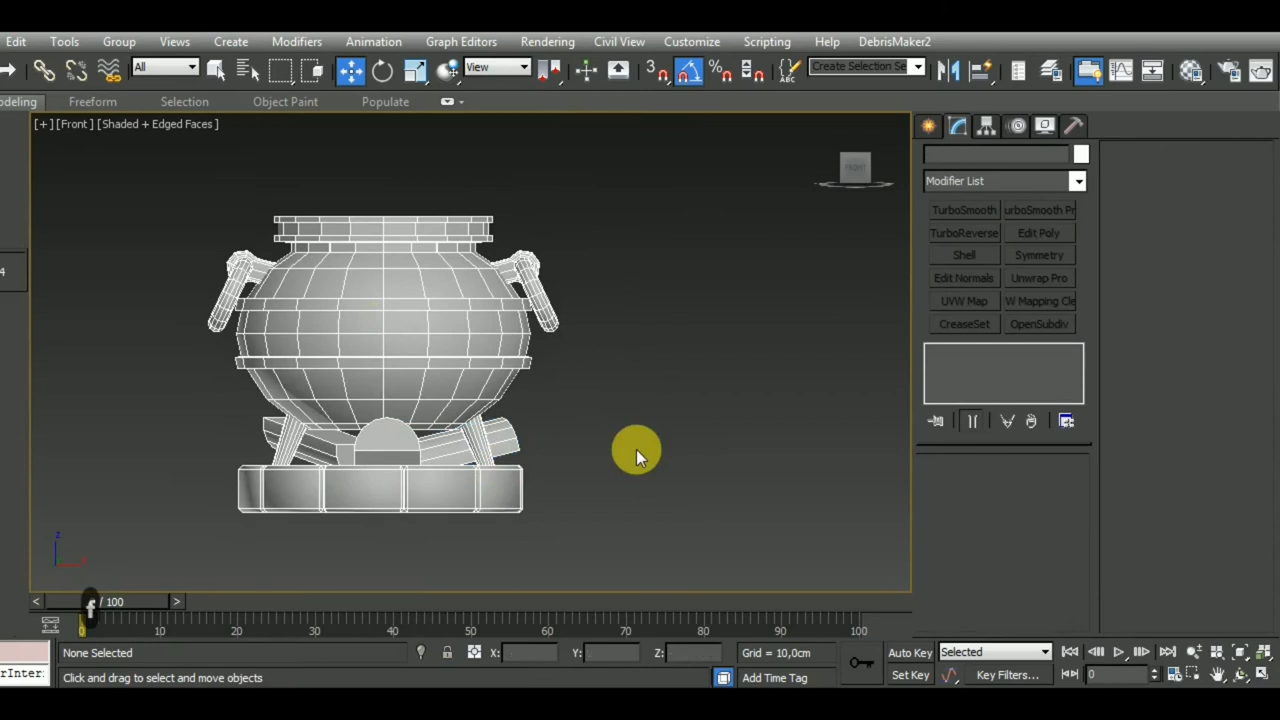 Edit Tools Group Views Create Modifiers Animation Graph Editors Rendering Civil View Customize Scripting Help DebrisMaker2
All View 3 Create Selection Se
odeling Freeform Selection Object Paint Populate
[+] [Front] [Shaded + Edged Faces]
FRONT
Modifier List
TurboSmooth urboSmooth Pr
TurboReverse Edit Poly
Shell Symmetry
Edit Normals Unwrap Pro
UVW Map W Mapping Cle
CreaseSet OpenSubdiv
4
z
x
< / 100 >
f
0 10 20 30 40 50 60 70 80 90 100
None Selected X: Y: Z: Grid = 10,0cm Auto Key Selected
rInter: Click and drag to select and move objects Add Time Tag Set Key Key Filters... 0